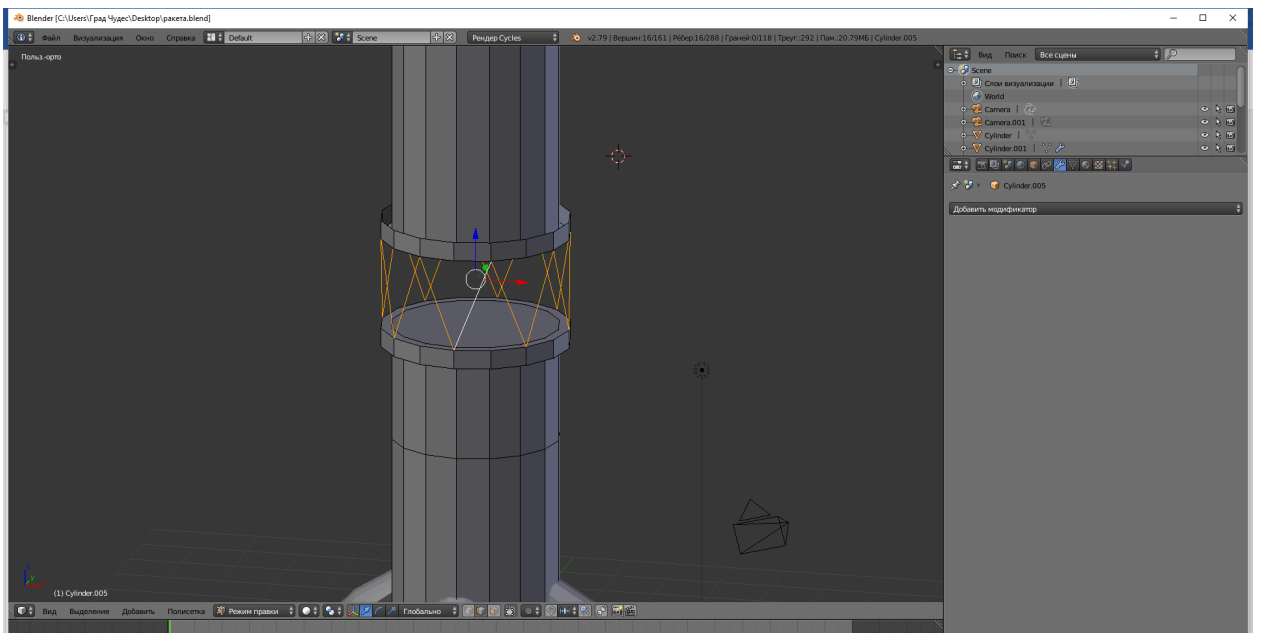 Blender [C:\Users\Град Чудес\Desktop\ракета.blend]
Файл Визуализация Окно Справка Default Scene Рендер Cycles v2.79 | Вершин:16/161 | Рёбер:16/288 | Граней:0/118 | Треуг.:292 | Пам.:20.79МБ | Cylinder.005
Польз.-орто
Вид Поиск Все сцены
Scene
Слои визуализации |
World
Camera |
Camera.001 |
Cylinder |
Cylinder.001 |
Cylinder.005
Добавить модификатор
z
y
(1) Cylinder.005
Вид Выделение Добавить Полисетка Режим правки Глобально